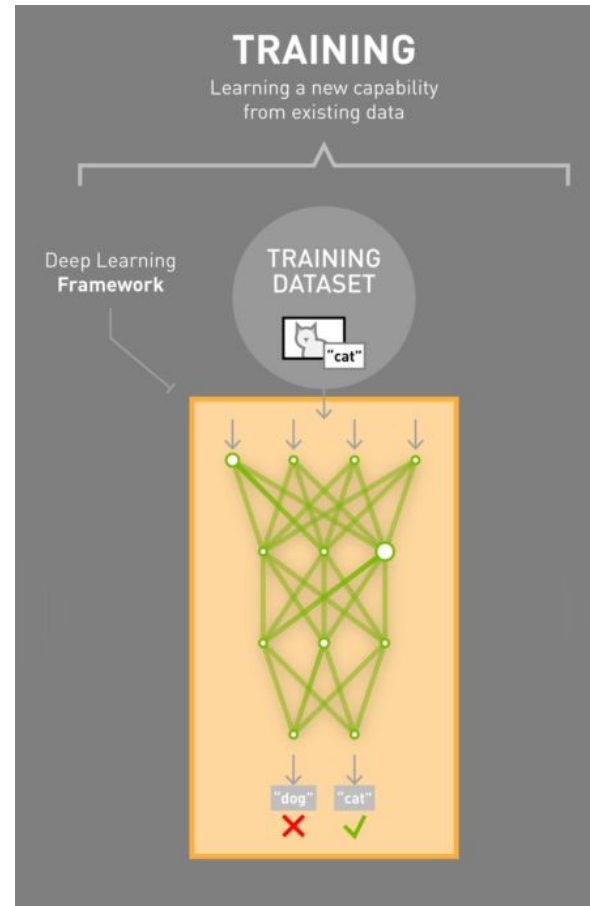 TRAINING
Learning a new capability
from existing data
Deep Learning
Framework
TRAINING
DATASET
"cat"
"dog" "cat"